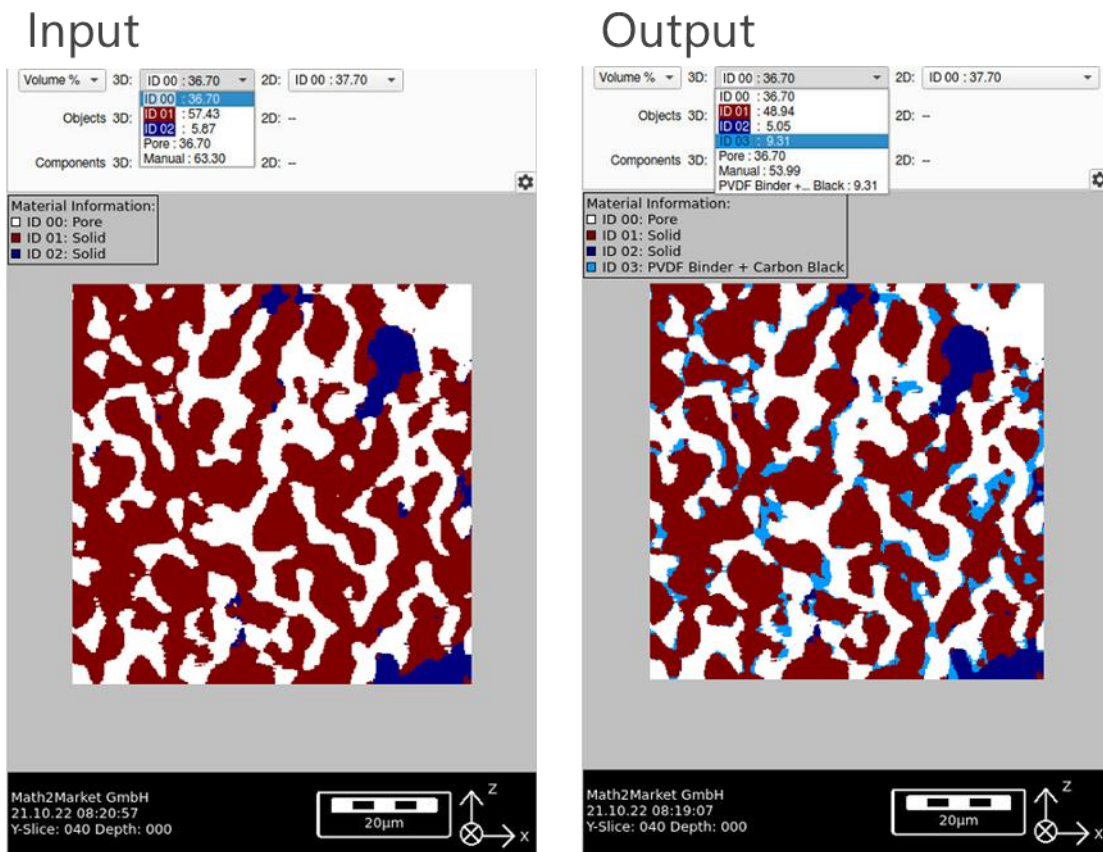 Input
Volume % 3D: ID 00 : 36.70 2D: ID 00 : 37.70
ID 00 : 36.70
Objects 3D: ID 01 : 57.43 2D: --
ID 02 : 5.87
Pore : 36.70
Components 3D: Manual : 63.30 2D: --
Material Information:
ID 00: Pore
ID 01: Solid
ID 02: Solid
Math2Market GmbH
21.10.22 08:20:57
Y-Slice: 040 Depth: 000
20µm
Z
X
Output
Volume % 3D: ID 00 : 36.70 2D: ID 00 : 37.70
ID 00 : 36.70
Objects 3D: ID 01 : 48.94 2D: --
ID 02 : 5.05
ID 03 : 9.31
Components 3D: Pore : 36.70 2D: --
Manual : 53.99
PVDF Binder +... Black : 9.31
Material Information:
ID 00: Pore
ID 01: Solid
ID 02: Solid
ID 03: PVDF Binder + Carbon Black
Math2Market GmbH
21.10.22 08:19:07
Y-Slice: 040 Depth: 000
20µm
Z
X